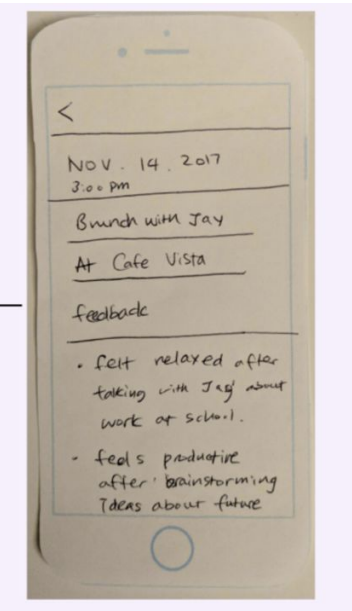 <
NOV. 14. 2017
3:00 pm
Brunch with Jay
At Cafe Vista
feedback
• felt relaxed after
talking with Jay about
work at school.
- feels productive
after brainstorming
Ideas about future